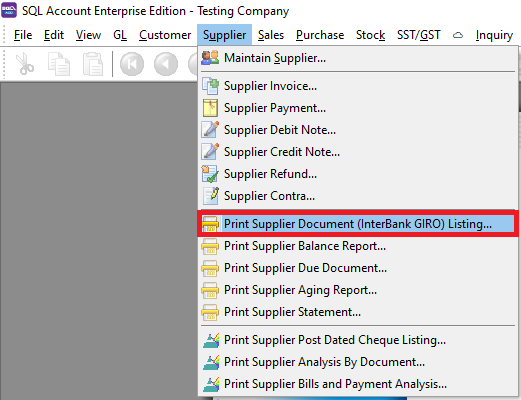 SQL Account Enterprise Edition - Testing Company
File Edit View GL Customer Supplier Sales Purchase Stock SST/GST Inquiry
Maintain Supplier...
Supplier Invoice...
Supplier Payment...
Supplier Debit Note...
Supplier Credit Note...
Supplier Refund...
Supplier Contra...
Print Supplier Document (InterBank GIRO) Listing...
Print Supplier Balance Report...
Print Supplier Due Document...
Print Supplier Aging Report...
Print Supplier Statement...
Print Supplier Post Dated Cheque Listing...
Print Supplier Analysis By Document...
Print Supplier Bills and Payment Analysis...